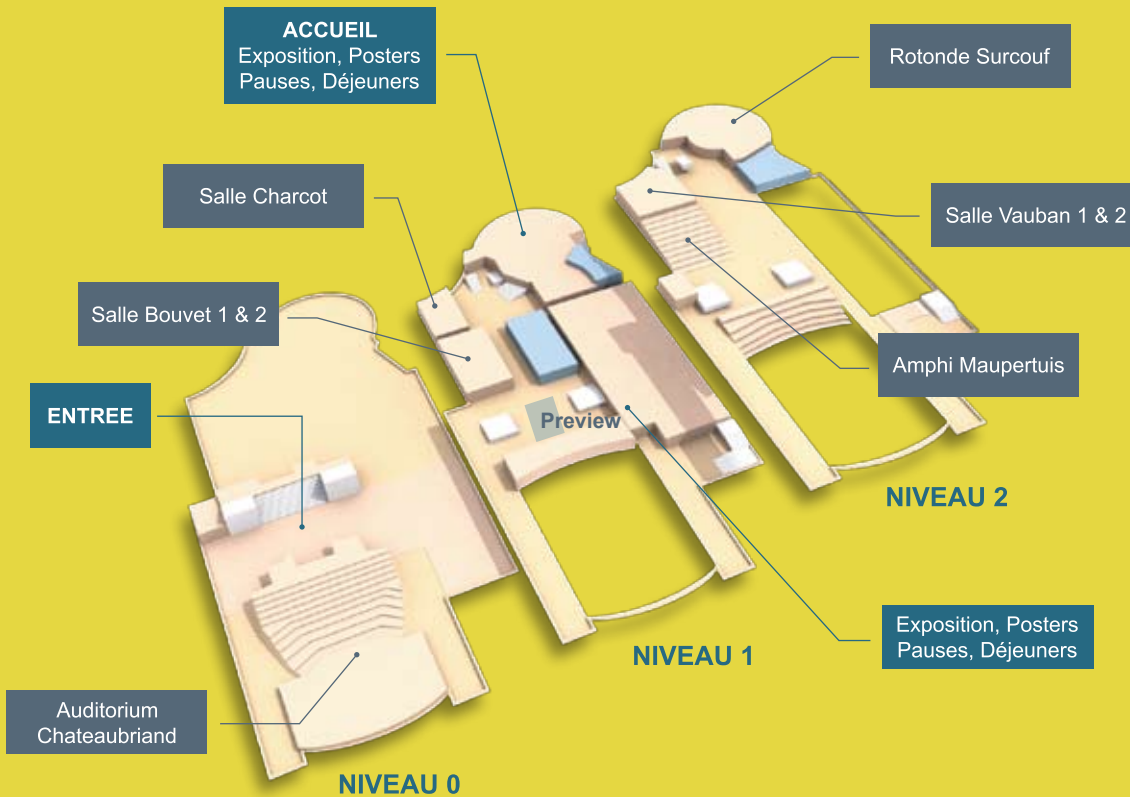 ACCUEIL
Exposition, Posters
Pauses, Déjeuners
Rotonde Surcouf
Salle Charcot
Salle Vauban 1 & 2
Salle Bouvet 1 & 2
Amphi Maupertuis
ENTREE
Preview
NIVEAU 2
Exposition, Posters
Pauses, Déjeuners
NIVEAU 1
Auditorium
Chateaubriand
NIVEAU 0